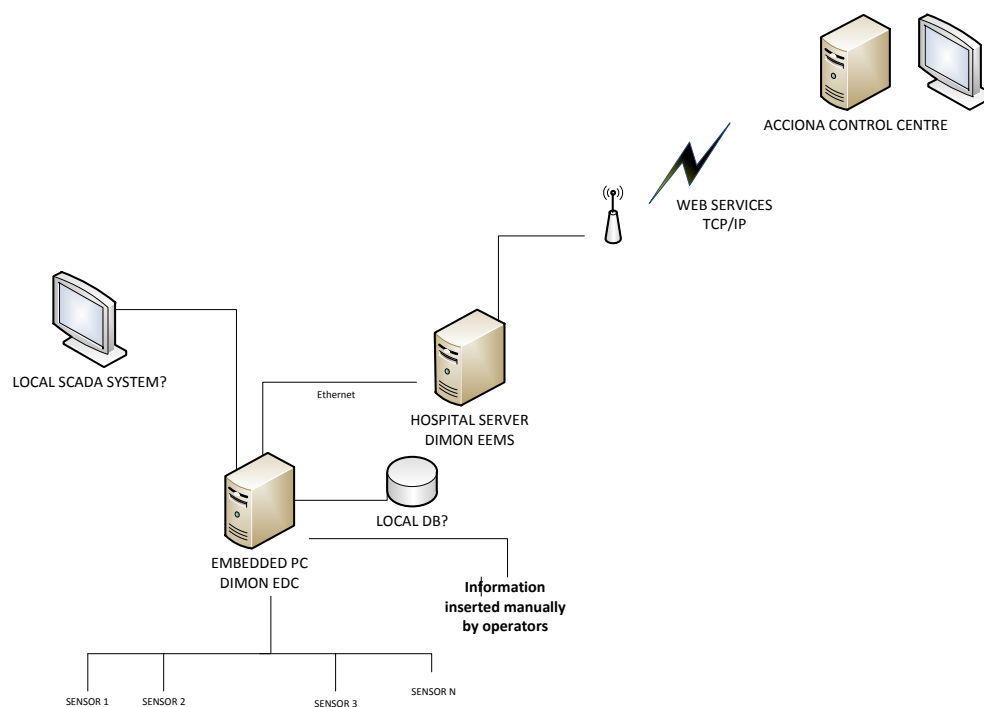 ACCIONA CONTROL CENTRE
WEB SERVICES
TCP/IP
LOCAL SCADA SYSTEM?
Ethernet
HOSPITAL SERVER
DIMON EEMS
LOCAL DB?
EMBEDDED PC
DIMON EDC
Information
inserted manually
by operators
SENSOR 1
SENSOR 2
SENSOR 3
SENSOR N